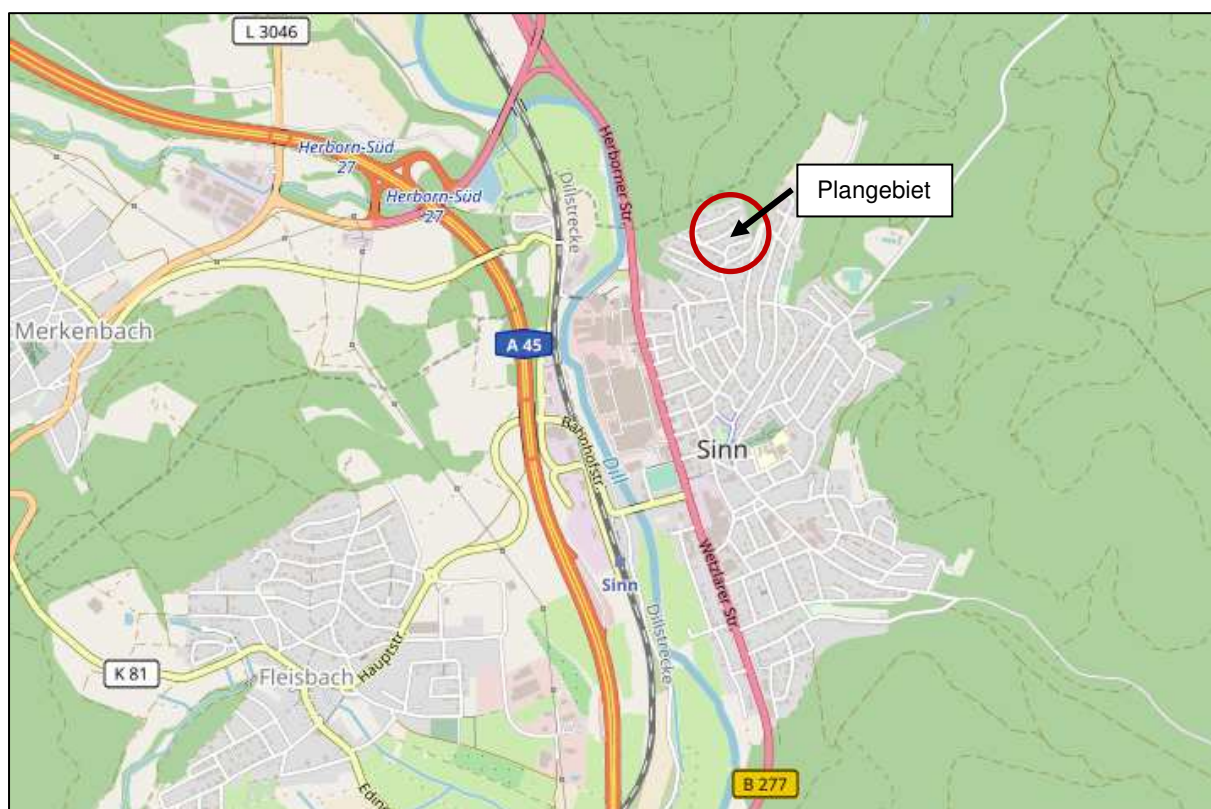 L 3046
Herborn-Süd
27
Herborn-Süd
27
Herborner Str.
Dillstrecke
Plangebiet
Merkenbach
A 45
Bahnhofstr.
Dill
Sinn
Wetzlarer Str.
Sinn
Dillstrecke
Hauptstr.
K 81
Fleisbach
B 277